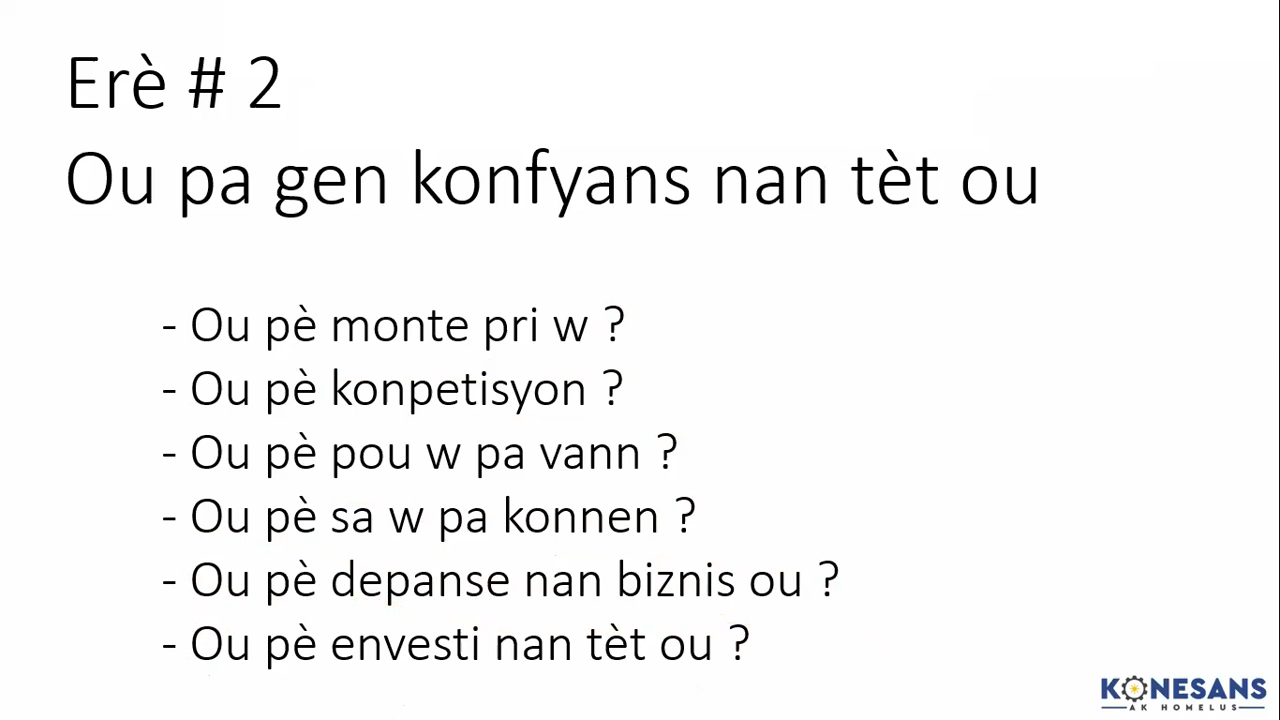 Erè # 2
Ou pa gen konfyans nan tèt ou
- Ou pè monte pri w ?
- Ou pè konpetisyon ?
- Ou pè pou w pa vann ?
- Ou pè sa w pa konnen ?
- Ou pè depanse nan biznis ou ?
- Ou pè envesti nan tèt ou ?
KONESANS
AK HOMELUS